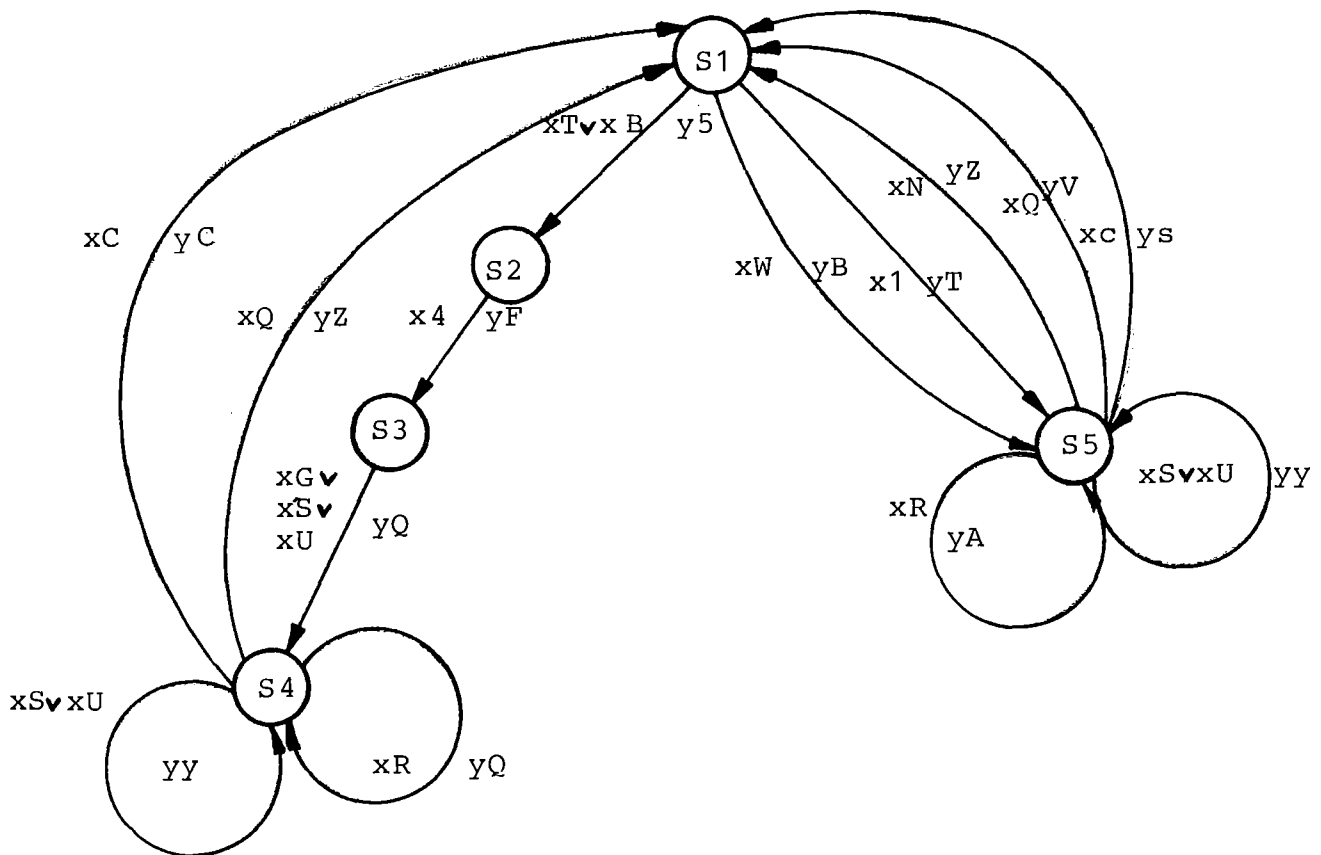 S1
xT∨xB y5
xN yZ
xQ yV
xC yC
xc ys
S2
xW yB
x1 yT
xQ yZ
x4 yF
S3
S5
xG∨
xS∨
xU
yQ
xS∨xU yy
xR
yA
S4
xS∨xU
yy
xR yQ